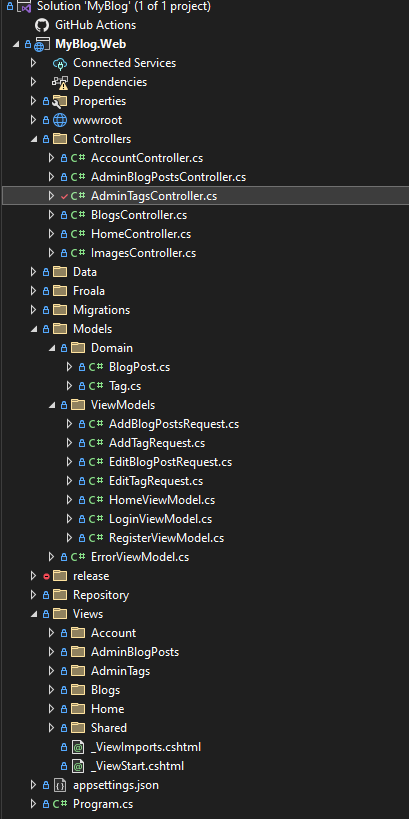 Solution 'MyBlog' (1 of 1 project)
GitHub Actions
MyBlog.Web
Connected Services
Dependencies
Properties
wwwroot
Controllers
C# AccountController.cs
C# AdminBlogPostsController.cs
C# AdminTagsController.cs
C# BlogsController.cs
C# HomeController.cs
C# ImagesController.cs
Data
Froala
Migrations
Models
Domain
C# BlogPost.cs
C# Tag.cs
ViewModels
C# AddBlogPostsRequest.cs
C# AddTagRequest.cs
C# EditBlogPostRequest.cs
C# EditTagRequest.cs
C# HomeViewModel.cs
C# LoginViewModel.cs
C# RegisterViewModel.cs
C# ErrorViewModel.cs
release
Repository
Views
Account
AdminBlogPosts
AdminTags
Blogs
Home
Shared
_ViewImports.cshtml
_ViewStart.cshtml
appsettings.json
C# Program.cs